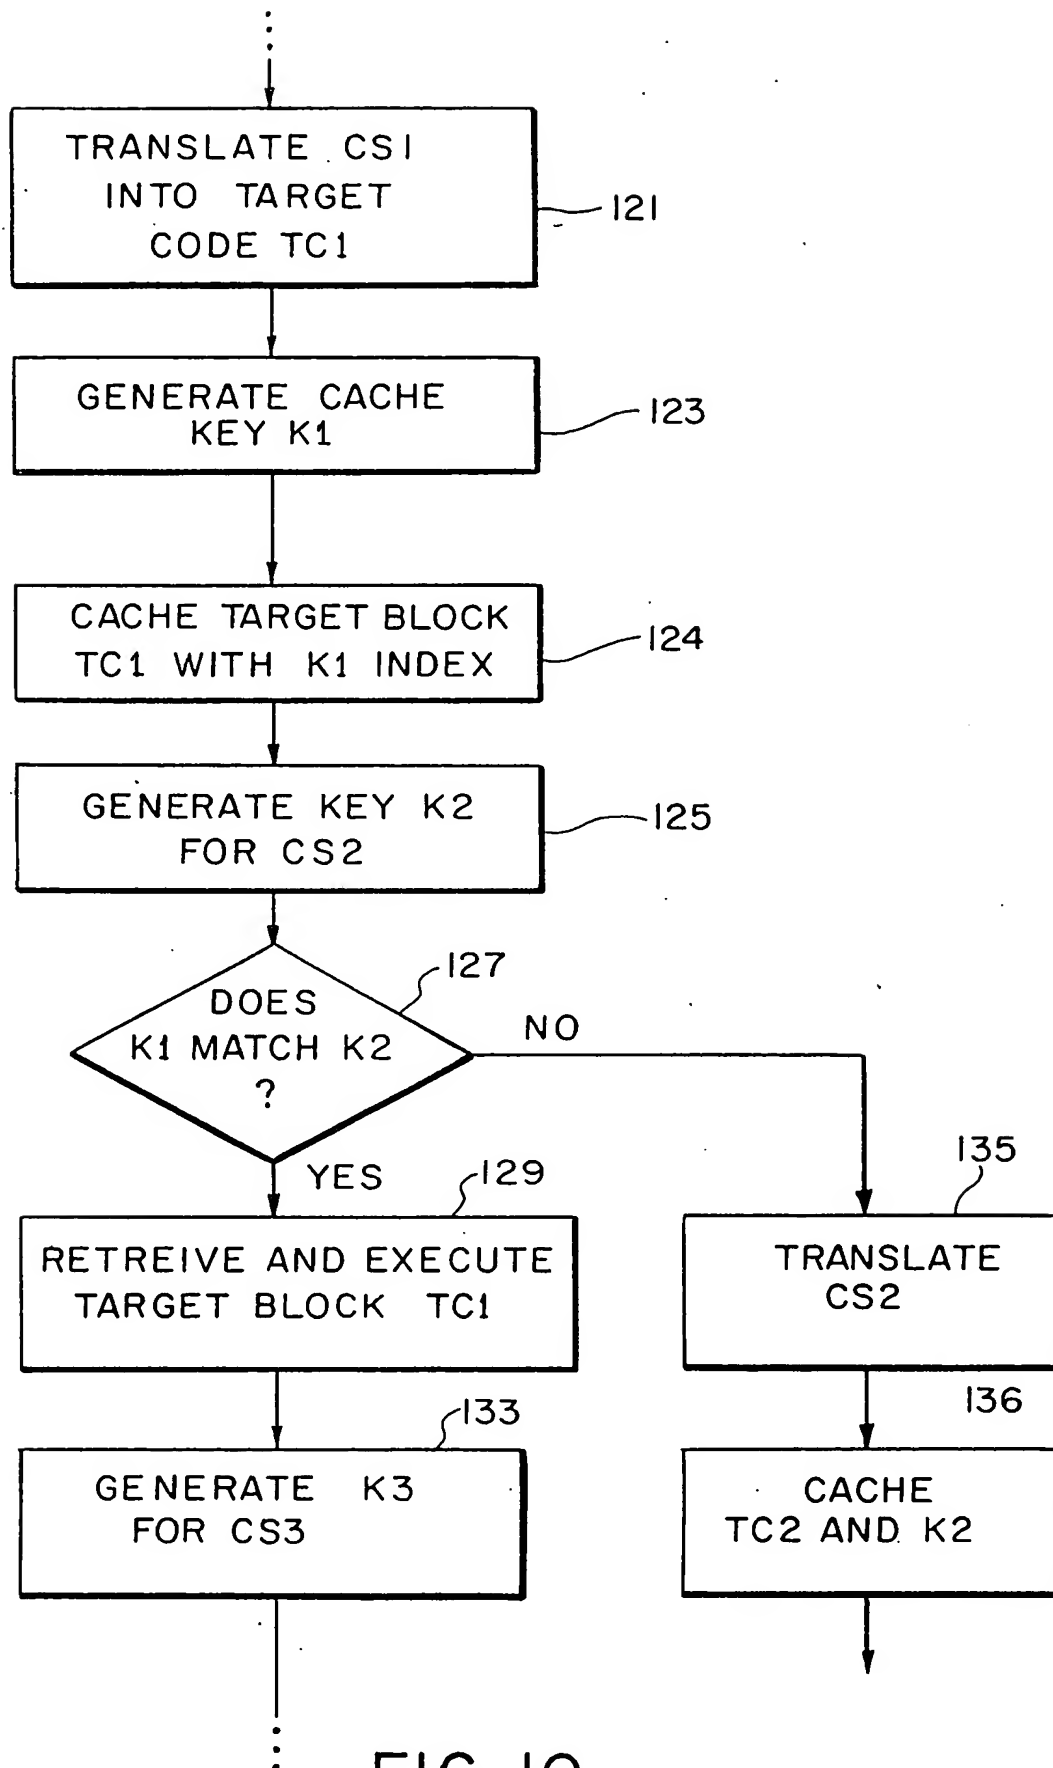 TRANSLATE CS1
INTO TARGET
CODE TC1
121
GENERATE CACHE
KEY K1
123
CACHE TARGET BLOCK
TC1 WITH K1 INDEX
124
GENERATE KEY K2
FOR CS2
125
127
DOES
K1 MATCH K2
?
NO
YES
129
RETREIVE AND EXECUTE
TARGET BLOCK TC1
135
TRANSLATE
CS2
133
GENERATE K3
FOR CS3
136
CACHE
TC2 AND K2